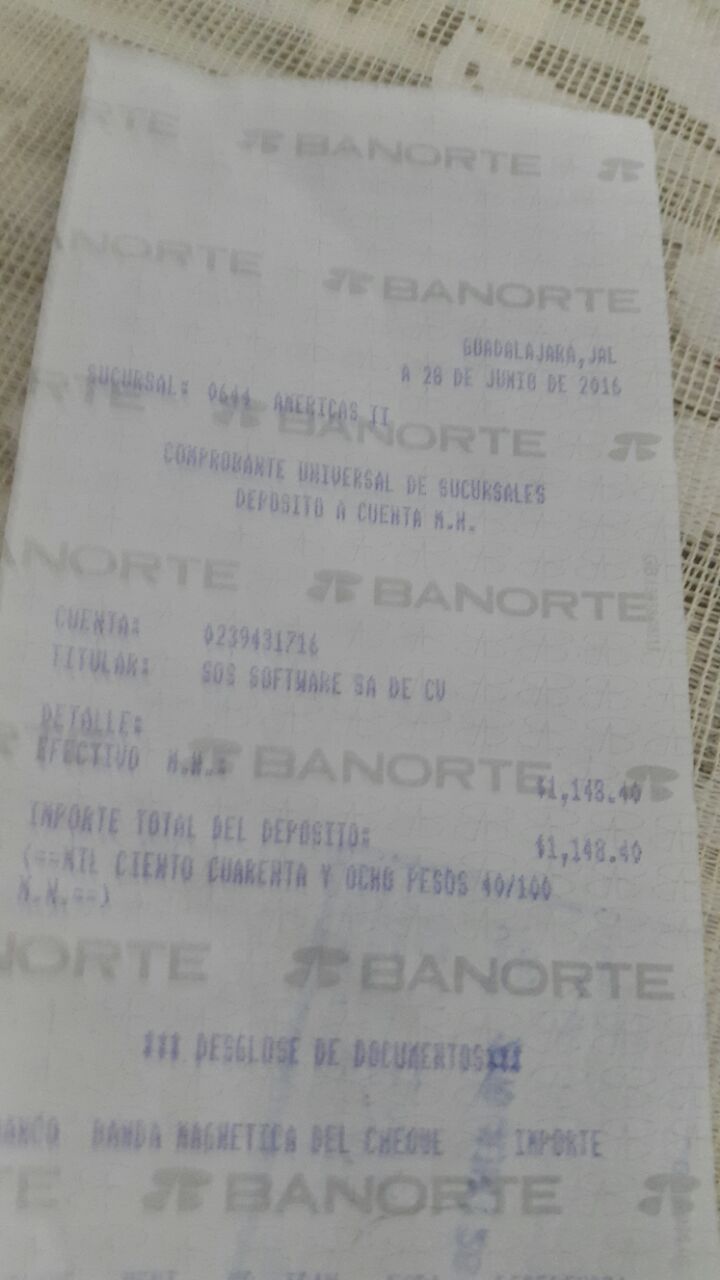 BANORTE
BANORTE
GUADALAJARA, JAL
A 28 DE JUNIO DE 2016
SUCURSAL: 0644 AMERICAS II
BANORTE
COMPROBANTE UNIVERSAL DE SUCURSALES
DEPOSITO A CUENTA M.N.
BANORTE
CUENTA: 0239431716
TITULAR: SOS SOFTWARE SA DE CV
DETALLE:
EFECTIVO M.N.: $1,148.40
BANORTE
IMPORTE TOTAL DEL DEPOSITO: $1,148.40
(==MIL CIENTO CUARENTA Y OCHO PESOS 40/100
M.N.==)
BANORTE
*** DESGLOSE DE DOCUMENTOS***
BANDA MAGNETICA DEL CHEQUE IMPORTE
BANORTE